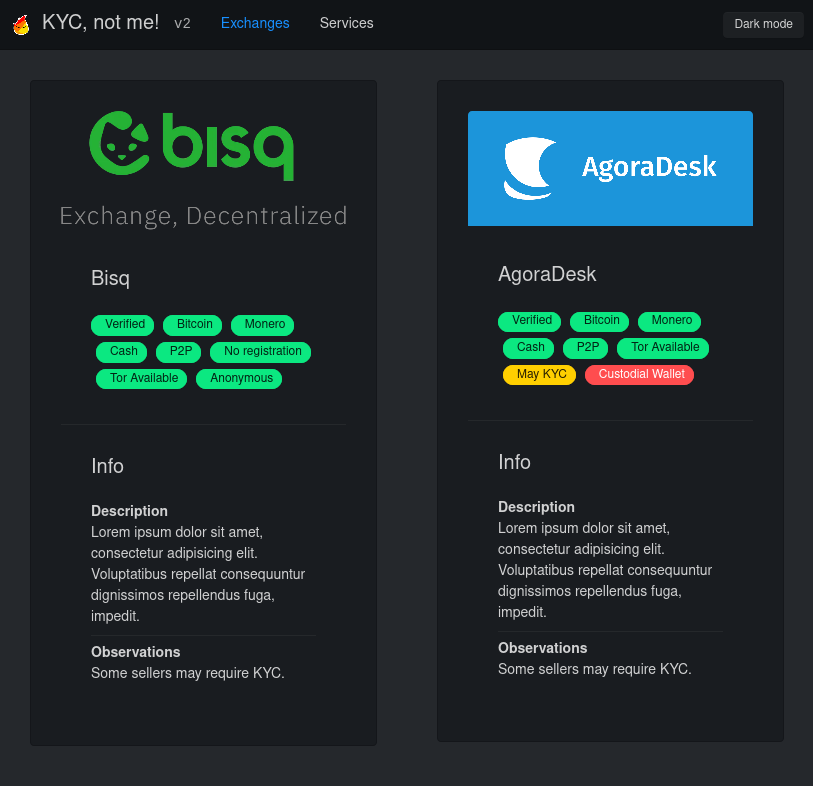 KYC, not me! v2 Exchanges Services Dark mode
bisq
Exchange, Decentralized
Bisq
Verified Bitcoin Monero
Cash P2P No registration
Tor Available Anonymous
Info
Description
Lorem ipsum dolor sit amet,
consectetur adipisicing elit.
Voluptatibus repellat consequuntur
dignissimos repellendus fuga,
impedit.
Observations
Some sellers may require KYC.
AgoraDesk
AgoraDesk
Verified Bitcoin Monero
Cash P2P Tor Available
May KYC Custodial Wallet
Info
Description
Lorem ipsum dolor sit amet,
consectetur adipisicing elit.
Voluptatibus repellat consequuntur
dignissimos repellendus fuga,
impedit.
Observations
Some sellers may require KYC.